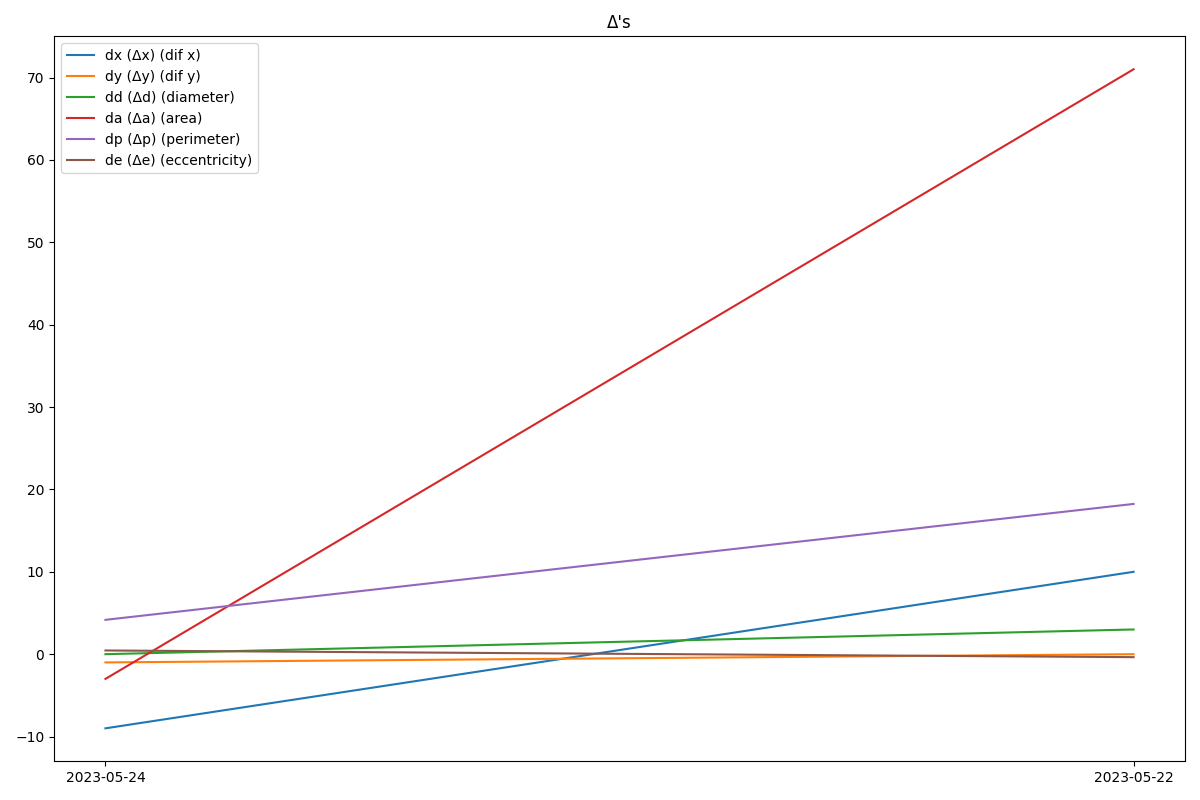 Δ's
dx (Δx) (dif x)
dy (Δy) (dif y)
dd (Δd) (diameter)
da (Δa) (area)
dp (Δp) (perimeter)
de (Δe) (eccentricity)
70
60
50
40
30
20
10
0
−10
2023-05-24
2023-05-22